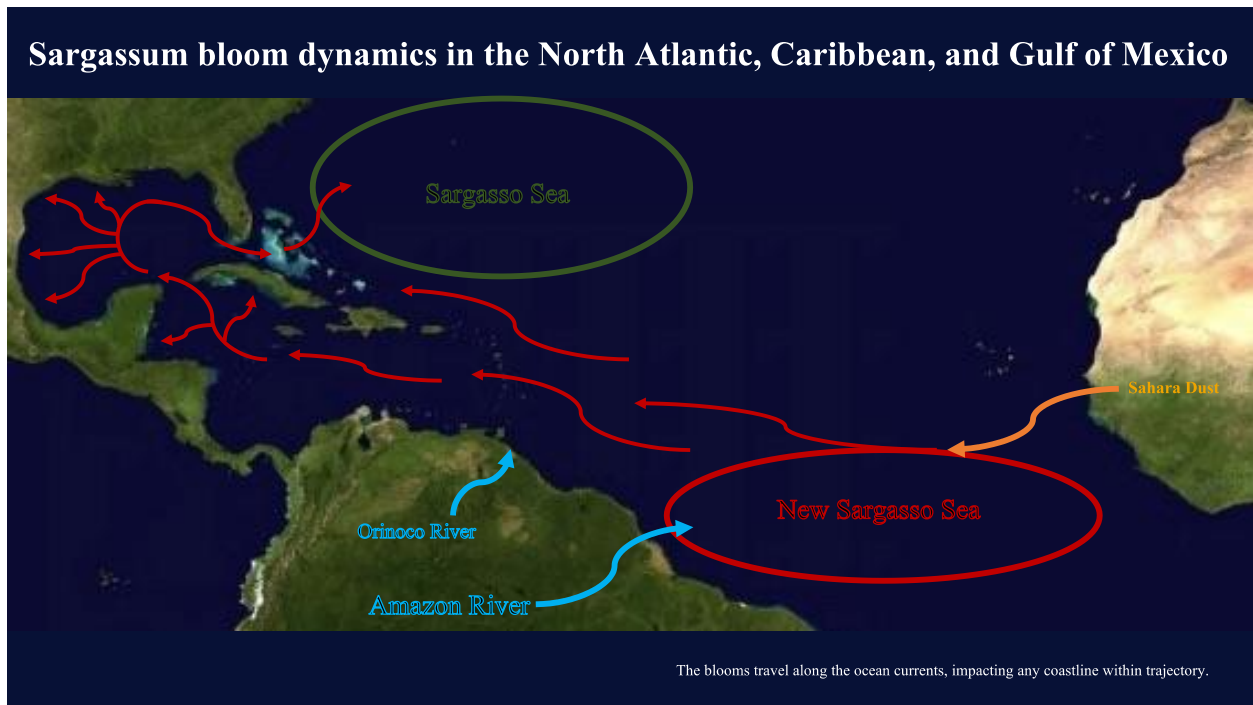 Sargassum bloom dynamics in the North Atlantic, Caribbean, and Gulf of Mexico
Sargasso Sea
Sahara Dust
New Sargasso Sea
Orinoco River
Amazon River
The blooms travel along the ocean currents, impacting any coastline within trajectory.